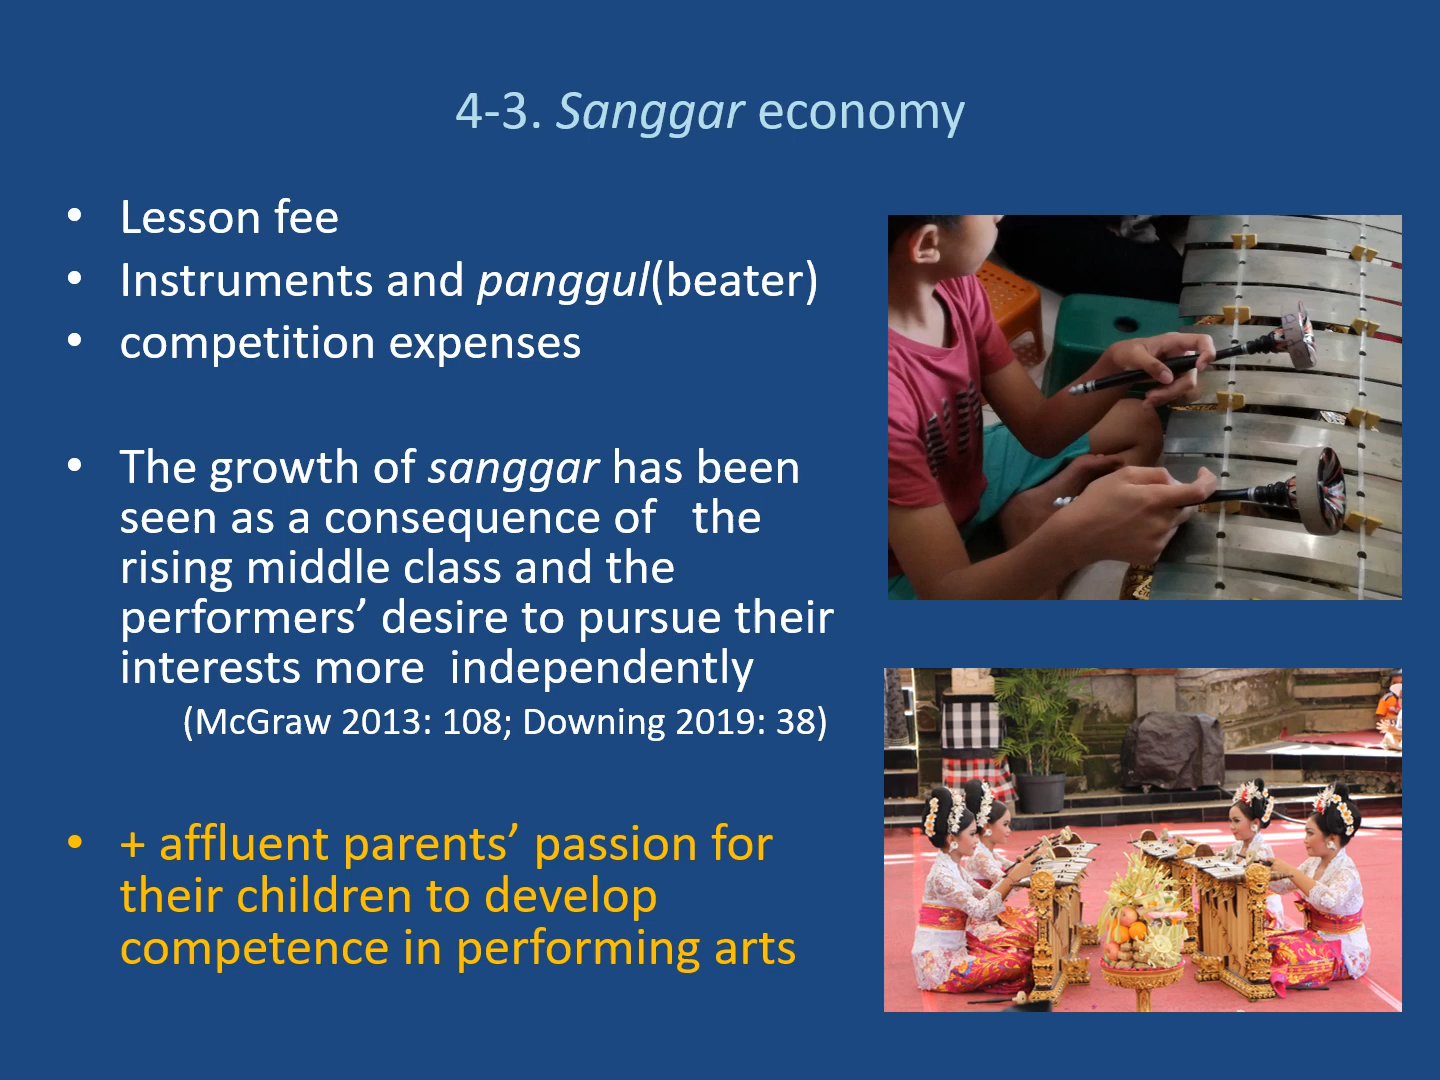 4-3. Sanggar economy
• Lesson fee
• Instruments and panggul(beater)
• competition expenses
• The growth of sanggar has been
seen as a consequence of the
rising middle class and the
performers’ desire to pursue their
interests more independently
(McGraw 2013: 108; Downing 2019: 38)
• + affluent parents’ passion for
their children to develop
competence in performing arts